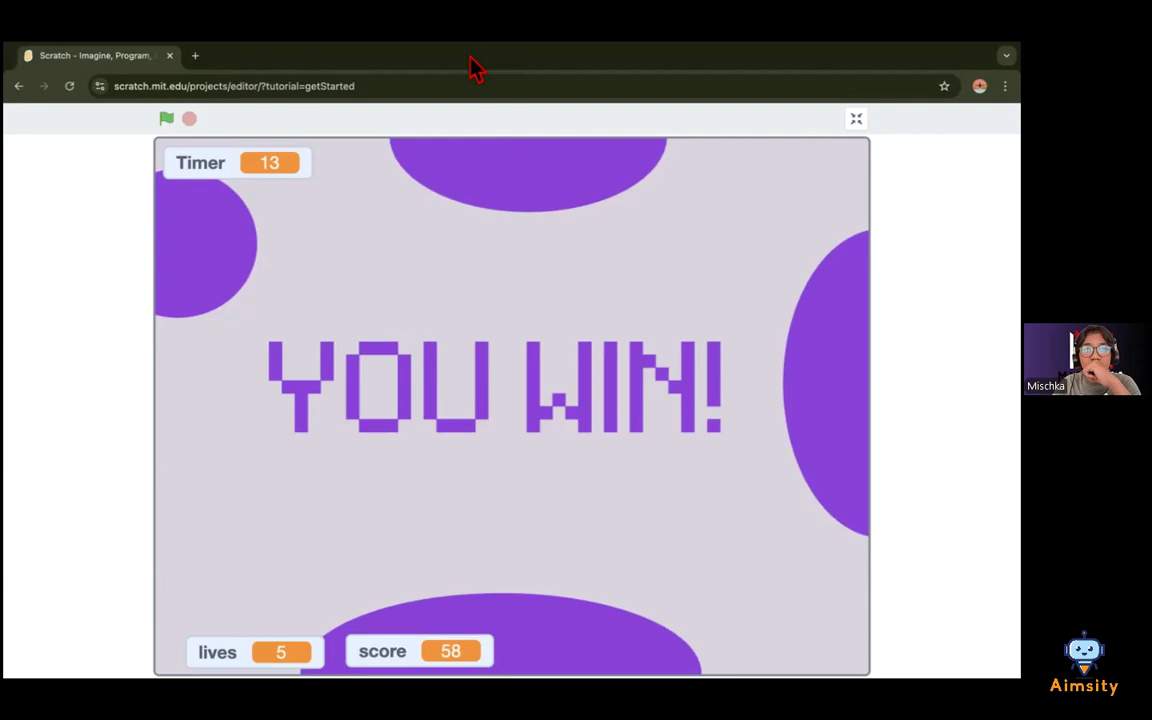 Scratch - Imagine, Program,
scratch.mit.edu/projects/editor/?tutorial=getStarted
Timer 13
YOU WIN!
Mischka
lives 5 score 58
Aimsity